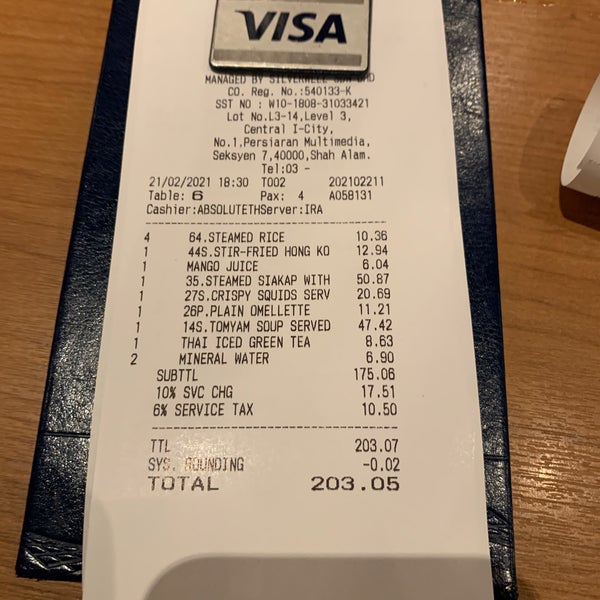 VISA
MANAGED BY
CO. Reg. No.:540133-K
SST NO : W10-1808-31033421
Lot No.L3-14,Level 3,
Central I-City,
No.1,Persiaran Multimedia,
Seksyen 7,40000,Shah Alam.
Tel:03 -
21/02/2021 18:30 T002 202102211
Table: 6 Pax: 4 A058131
Cashier:ABSOLUTETHServer:IRA
4 64.STEAMED RICE 10.36
1 44S.STIR-FRIED HONG KO 12.94
1 MANGO JUICE 6.04
1 35.STEAMED SIAKAP WITH 50.87
1 27S.CRISPY SQUIDS SERV 20.69
1 26P.PLAIN OMELLETTE 11.21
1 14S.TOMYAM SOUP SERVED 47.42
1 THAI ICED GREEN TEA 8.63
2 MINERAL WATER 6.90
SUBTTL 175.06
10% SVC CHG 17.51
6% SERVICE TAX 10.50
TTL 203.07
SYS. ROUNDING -0.02
TOTAL 203.05